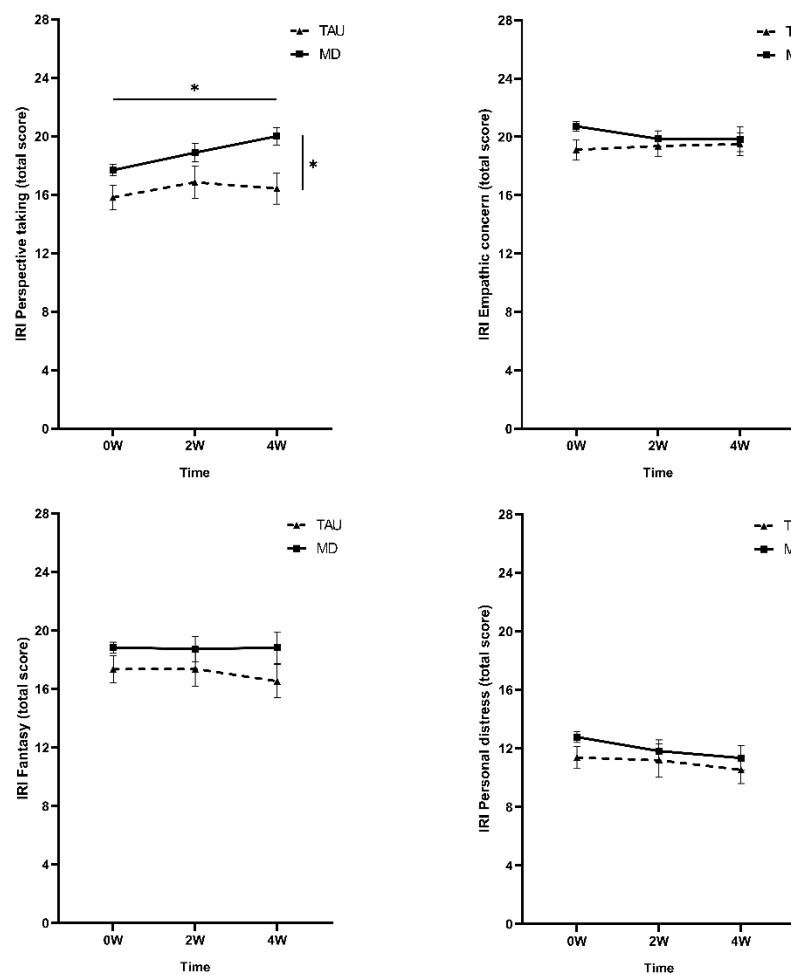 28
24
20
16
12
8
4
0
IRI Perspective taking (total score)
TAU
MD
*
*
0W 2W 4W
Time
28
24
20
16
12
8
4
0
IRI Empathic concern (total score)
T
M
0W 2W 4W
Time
28
24
20
16
12
8
4
0
IRI Fantasy (total score)
TAU
MD
0W 2W 4W
Time
28
24
20
16
12
8
4
0
IRI Personal distress (total score)
T
M
0W 2W 4W
Time